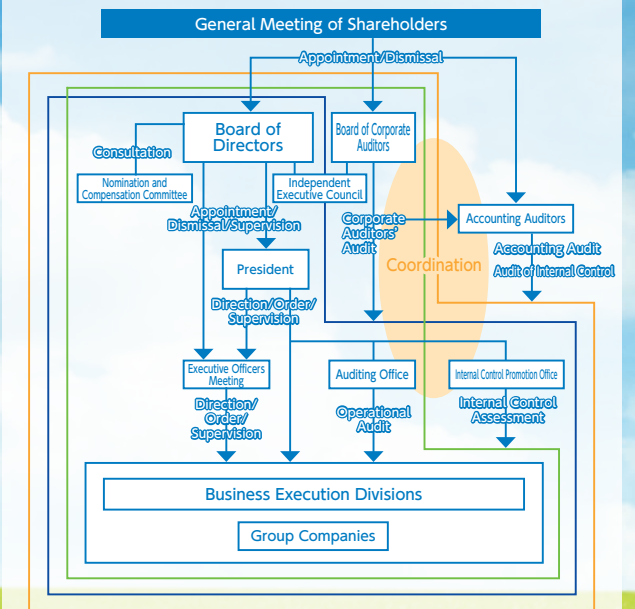 General Meeting of Shareholders
Appointment/Dismissal
Board of
Directors
Board of Corporate
Auditors
Consultation
Nomination and
Compensation Committee
Independent
Executive Council
Appointment/
Dismissal/Supervision
Corporate
Auditors'
Audit
Accounting Auditors
Accounting Audit
Audit of Internal Control
Coordination
President
Direction/Order/
Supervision
Executive Officers
Meeting
Auditing Office
Internal Control Promotion Office
Direction/
Order/
Supervision
Operational
Audit
Internal Control
Assessment
Business Execution Divisions
Group Companies